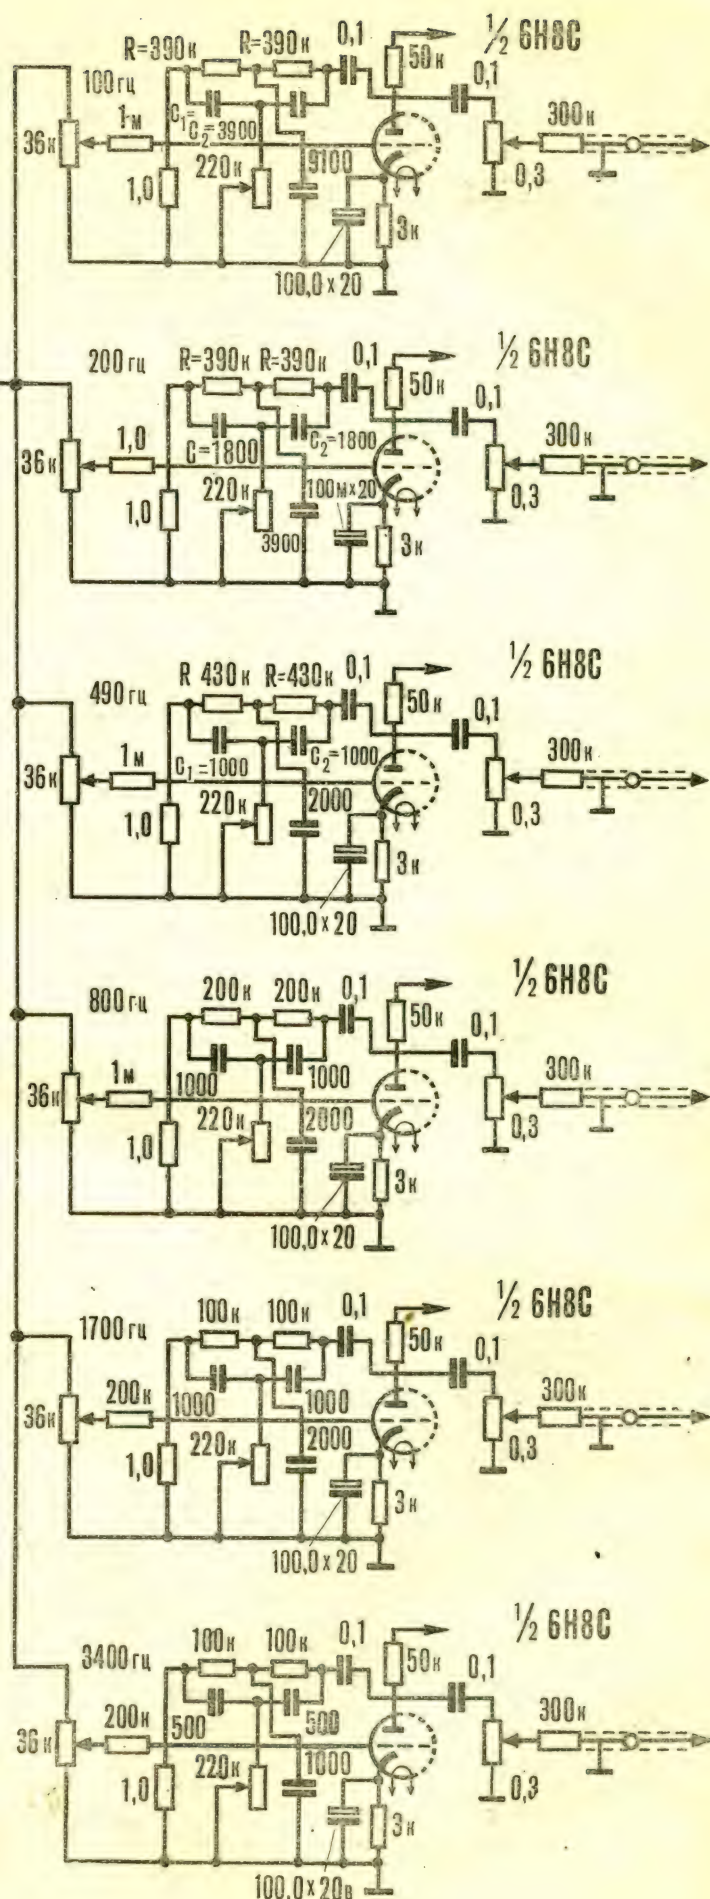 R=390к R=390к 0,1 50к ½ 6Н8С
100 гц
0,1
36к 1м C₁= C₂=3900 300к
1,0 220к 9100 0,3
3к
100,0 x 20
200 гц R=390к R=390к 0,1 50к ½ 6Н8С
0,1
36к 1,0 C=1800 C₂=1800 300к
1,0 220к 100м x 20 0,3
3900 3к
490 гц R 430к R=430к 0,1 50к ½ 6Н8С
0,1
36к 1м C₁=1000 C₂=1000 300к
1,0 220к 2000 0,3
3к
100,0 x 20
800 гц 200к 200к 0,1 50к ½ 6Н8С
0,1
36к 1м 1000 1000 300к
1,0 220к 2000 0,3
3к
100,0 x 20
1700 гц 100к 100к 0,1 50к ½ 6Н8С
0,1
36к 200к 1000 1000 300к
1,0 220к 2000 0,3
3к
100,0 x 20
3400 гц 100к 100к 0,1 50к ½ 6Н8С
0,1
36к 200к 500 500 300к
1,0 220к 1000 0,3
3к
100,0 x 20в